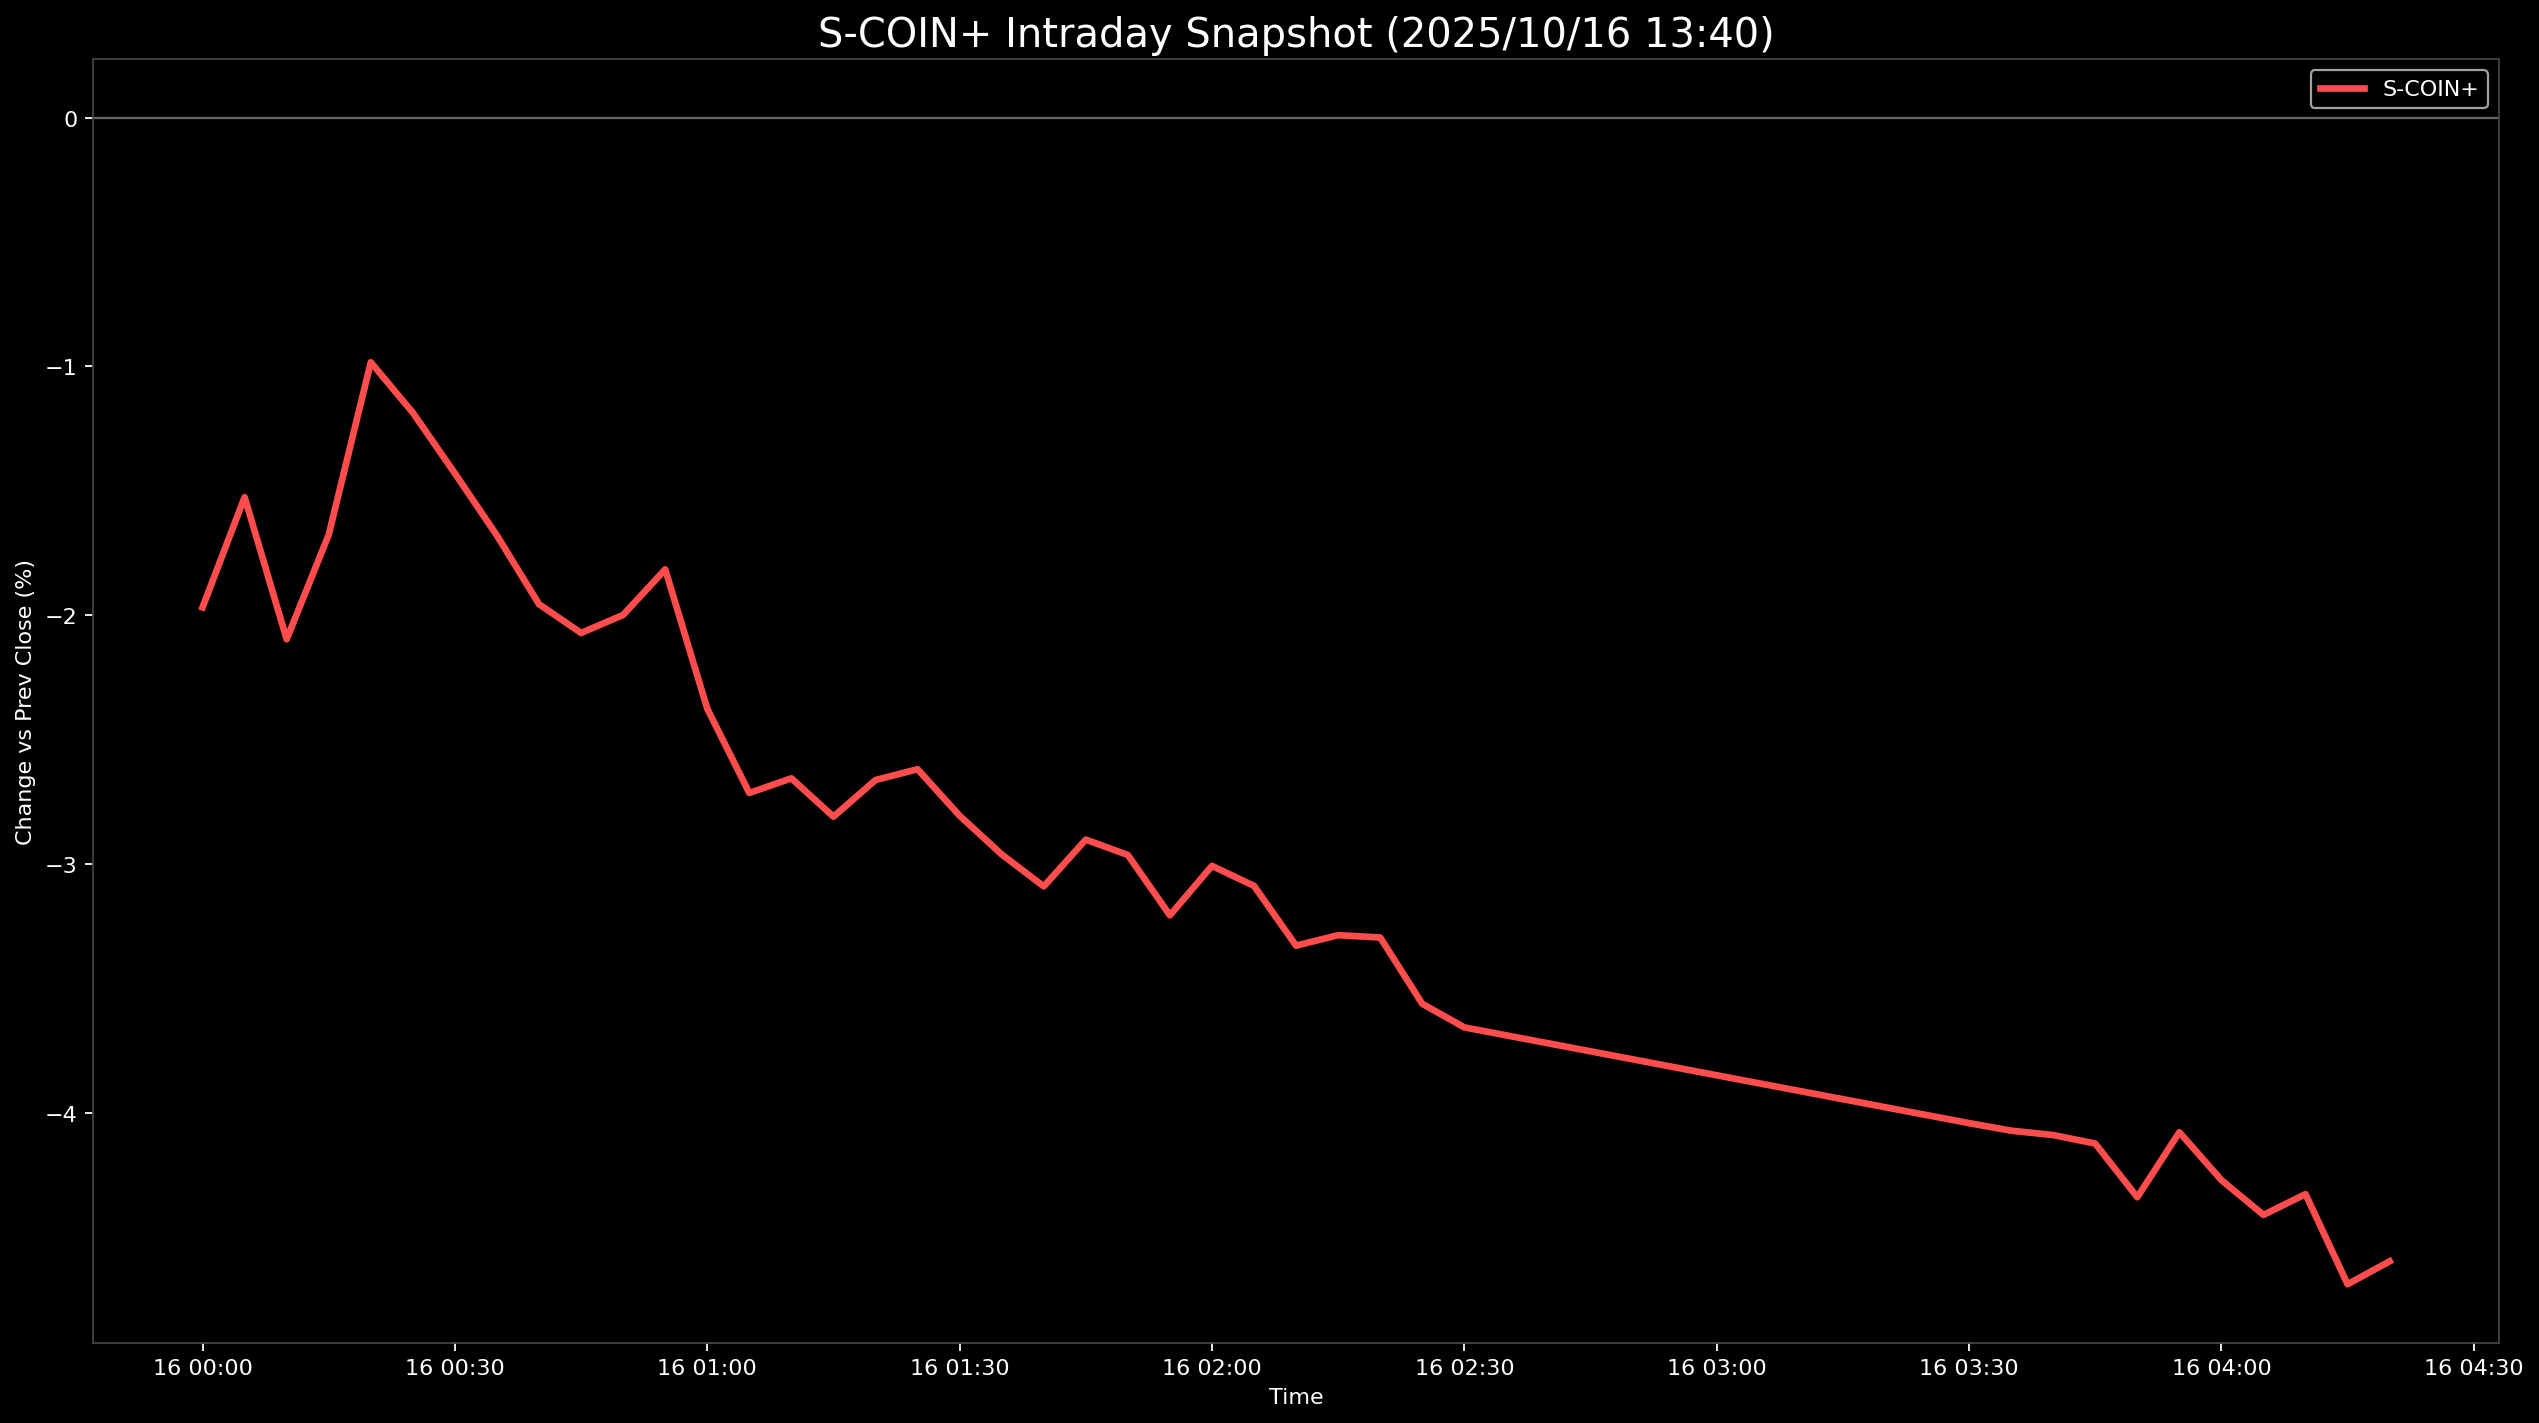 S-COIN+ Intraday Snapshot (2025/10/16 13:40)
S-COIN+
Change vs Prev Close (%)
0
−1
−2
−3
−4
16 00:00 16 00:30 16 01:00 16 01:30 16 02:00 16 02:30 16 03:00 16 03:30 16 04:00 16 04:30
Time